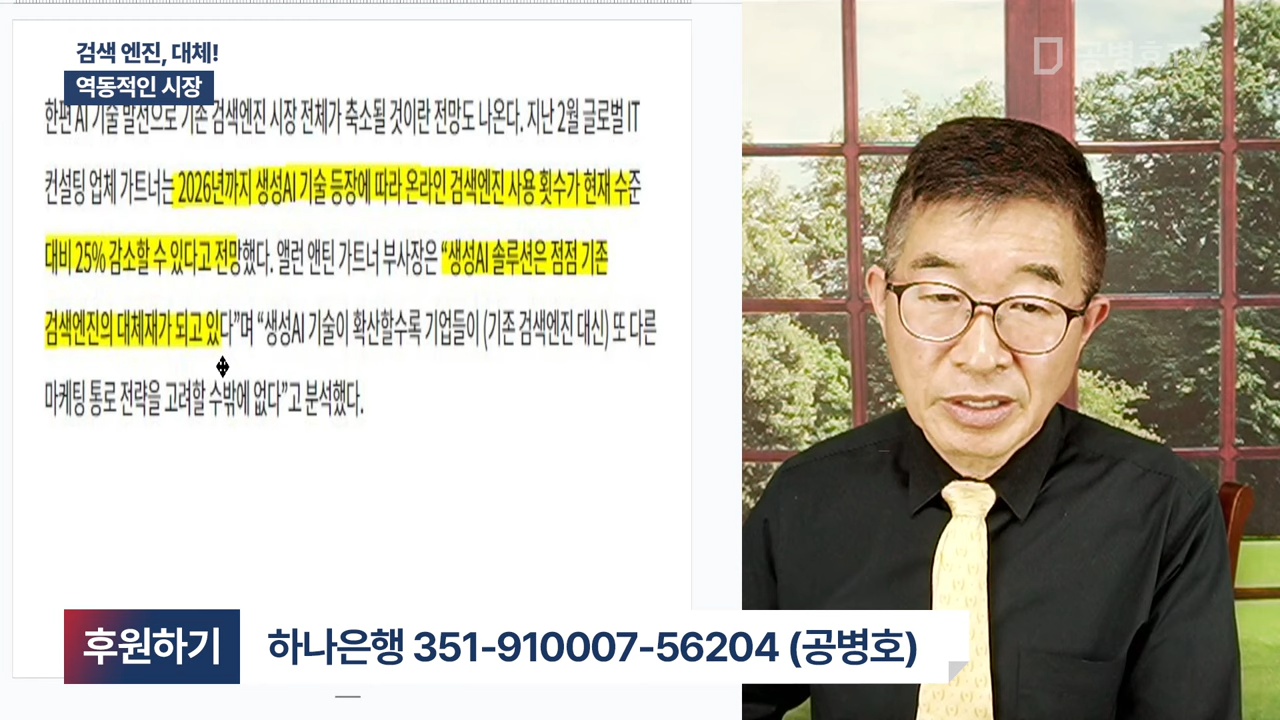 검색 엔진, 대체!
역동적인 시장
한편 AI 기술 발전으로 기존 검색엔진 시장 전체가 축소될 것이란 전망도 나온다. 지난 2월 글로벌 IT
컨설팅 업체 가트너는 2026년까지 생성AI 기술 등장에 따라 온라인 검색엔진 사용 횟수가 현재 수준
대비 25% 감소할 수 있다고 전망했다. 앨런 앤틴 가트너 부사장은 “생성AI 솔루션은 점점 기존
검색엔진의 대체재가 되고 있다”며 “생성AI 기술이 확산할수록 기업들이 (기존 검색엔진 대신) 또 다른
마케팅 통로 전략을 고려할 수밖에 없다”고 분석했다.
공병호
후원하기
하나은행 351-910007-56204 (공병호)